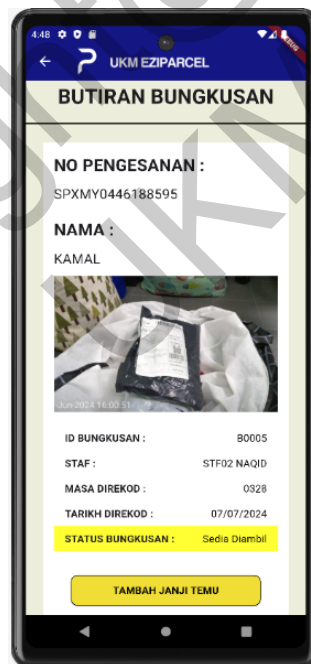 4:48
UKM EZIPARCEL
BUTIRAN BUNGKUSAN
NO PENGESANAN :
SPXMY0446188595
NAMA :
KAMAL
Jun-2024 16:00:51
ID BUNGKUSAN : B0005
STAF : STF02 NAQID
MASA DIREKOD : 0328
TARIKH DIREKOD : 07/07/2024
STATUS BUNGKUSAN : Sedia Diambil
TAMBAH JANJI TEMU